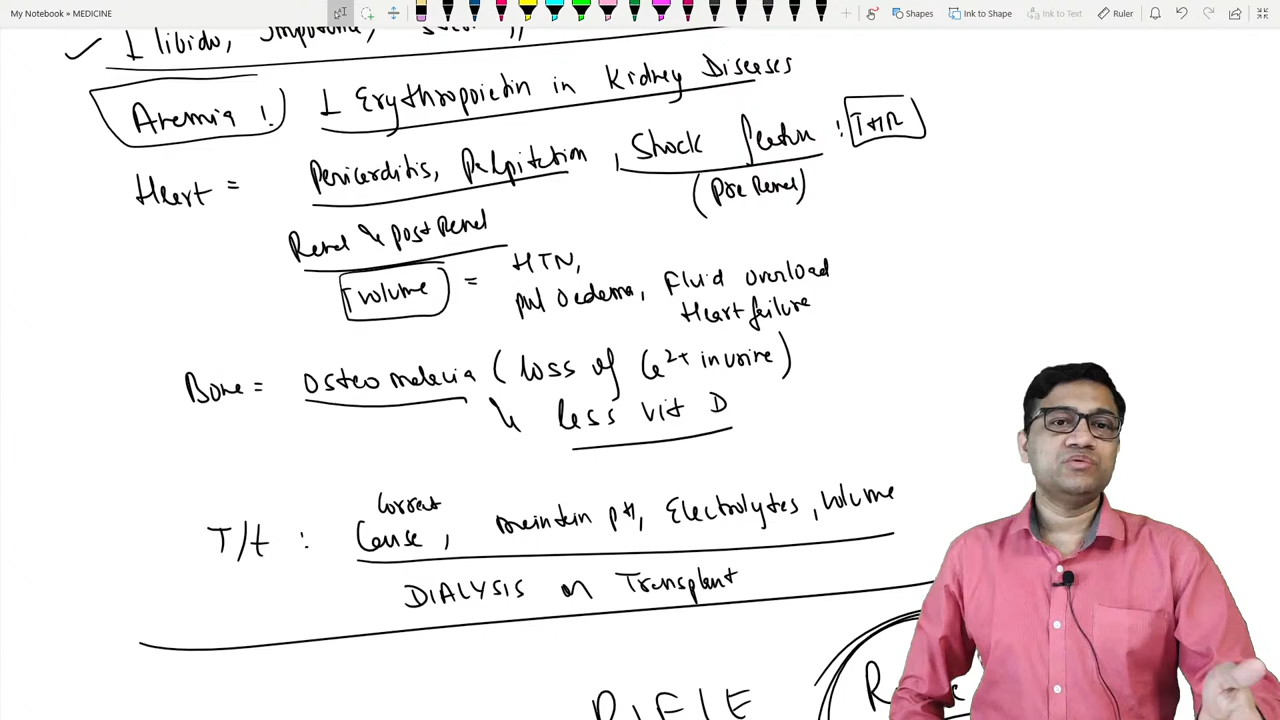 My Notebook » MEDICINE
Shapes Ink to Shape Ink to Text Ruler
↓ libido,
Anemia : ↓ Erythropoietin in Kidney Diseases
Heart = Pericarditis, Palpitation, Shock feature : ↑HR
(Pre Renal)
Renal & post Renal
↑ volume = HTN,
pul oedema, Fluid overload
Heart failure
Bone = Osteomalacia (loss of Ca2+ in urine)
& less vit D
T/t : Correct Cause, maintain pH, Electrolytes, Volume
DIALYSIS or Transplant
RIFLE